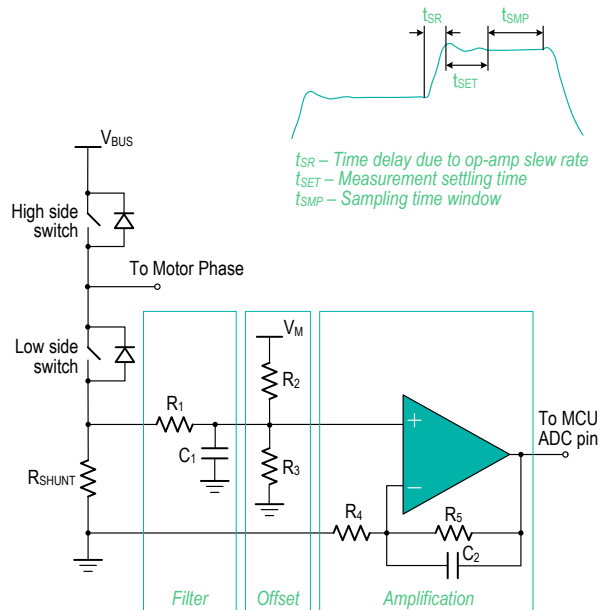 tSR
tSMP
tSET
tSR – Time delay due to op-amp slew rate
tSET – Measurement settling time
tSMP – Sampling time window
VBUS
High side
switch
To Motor Phase
Low side
switch
VM
R2
R1
C1
R3
RSHUNT
+
−
To MCU
ADC pin
R4
R5
C2
Filter
Offset
Amplification